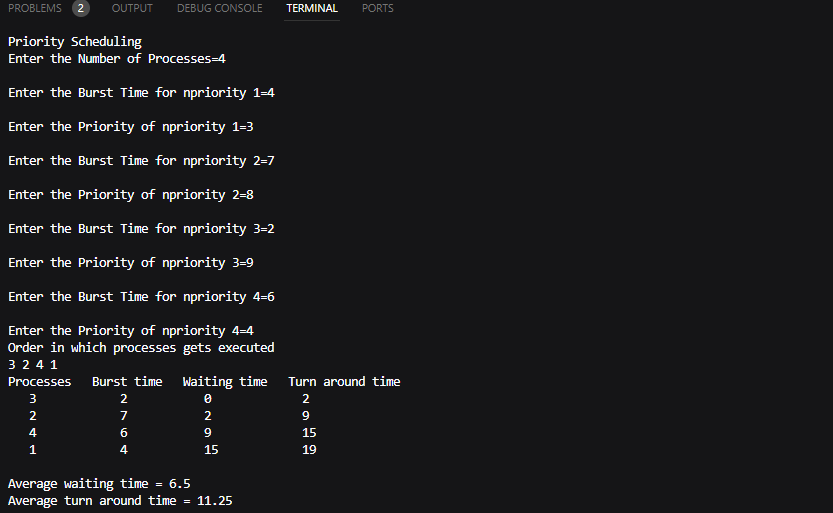 PROBLEMS 2 OUTPUT DEBUG CONSOLE TERMINAL PORTS
Priority Scheduling
Enter the Number of Processes=4
Enter the Burst Time for npriority 1=4
Enter the Priority of npriority 1=3
Enter the Burst Time for npriority 2=7
Enter the Priority of npriority 2=8
Enter the Burst Time for npriority 3=2
Enter the Priority of npriority 3=9
Enter the Burst Time for npriority 4=6
Enter the Priority of npriority 4=4
Order in which processes gets executed
3 2 4 1
Processes Burst time Waiting time Turn around time
3 2 0 2
2 7 2 9
4 6 9 15
1 4 15 19
Average waiting time = 6.5
Average turn around time = 11.25